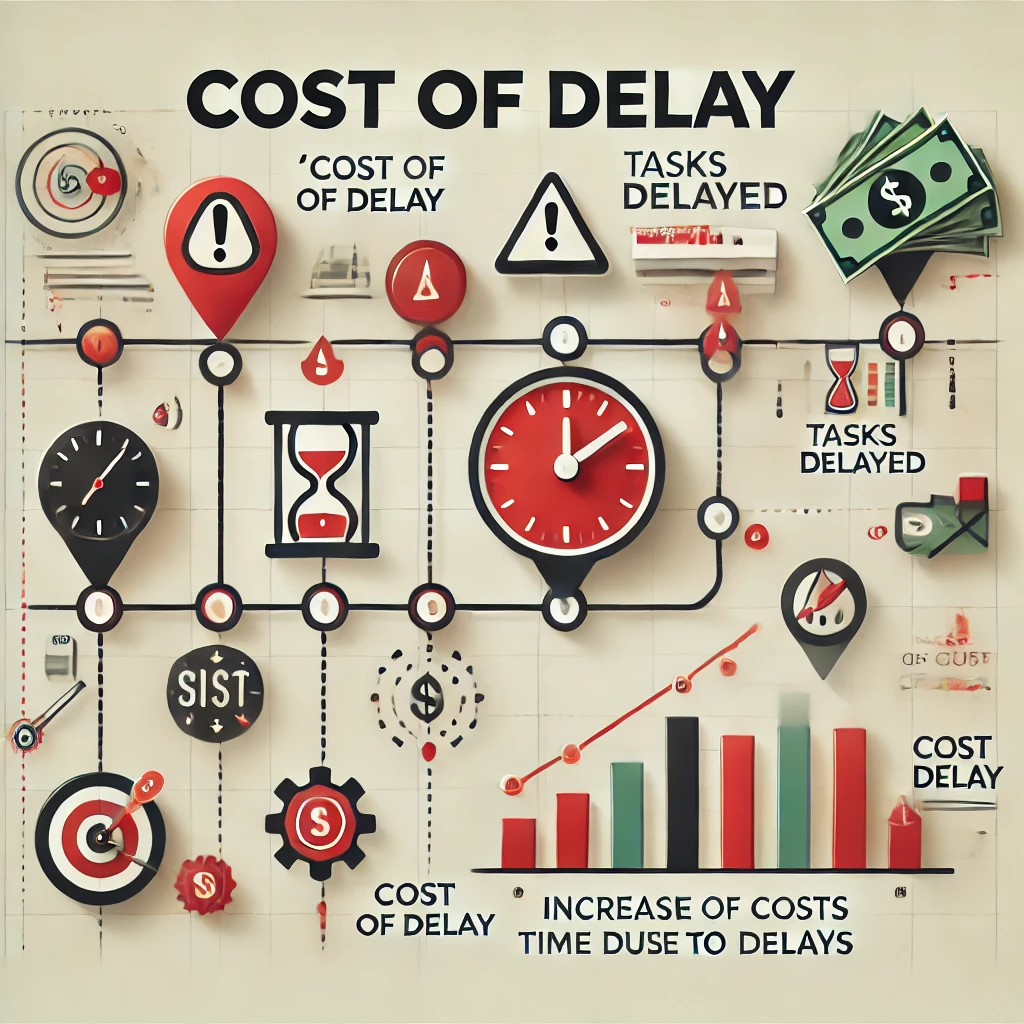 COST OF DELAY
‘COST OF
OF DELAY
TASKS
DELAYED
TASKS
DELAYED
SIST
$
S
COST
DELAY
COST
OF DELAY
INCREASE OF COSTS
TIME DUSE TO DELAYS